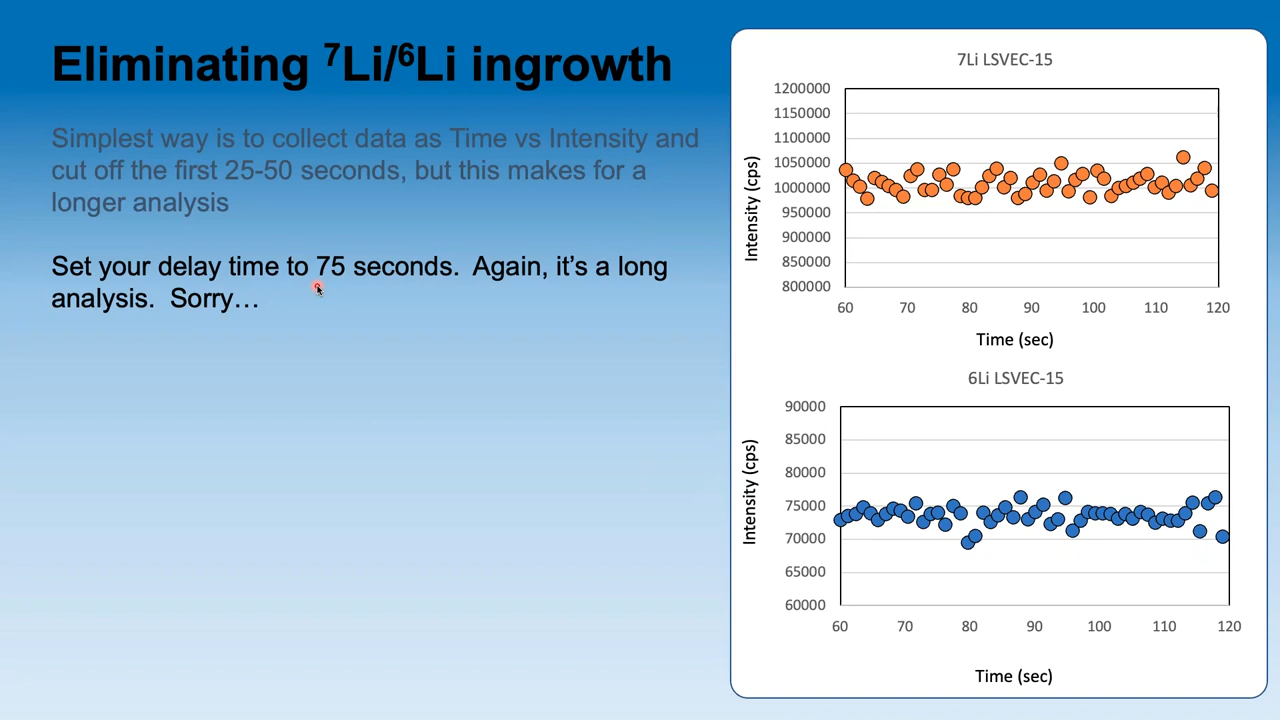 Eliminating ⁷Li/⁶Li ingrowth
Simplest way is to collect data as Time vs Intensity and
cut off the first 25-50 seconds, but this makes for a
longer analysis
Set your delay time to 75 seconds.  Again, it's a long
analysis.  Sorry…
7Li LSVEC-15
1200000
1150000
1100000
1050000
1000000
950000
900000
850000
800000
Intensity (cps)
60 70 80 90 100 110 120
Time (sec)
6Li LSVEC-15
90000
85000
80000
75000
70000
65000
60000
Intensity (cps)
60 70 80 90 100 110 120
Time (sec)